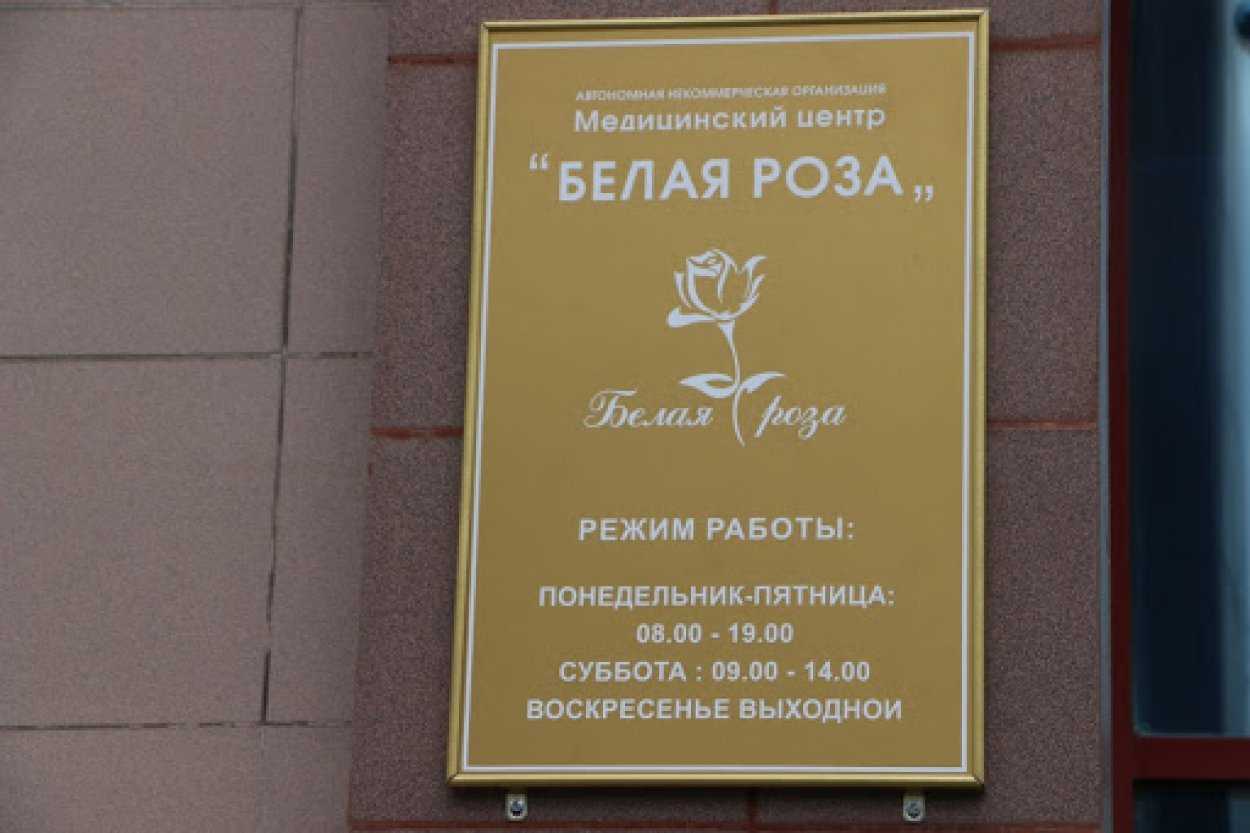 АВТОНОМНАЯ НЕКОММЕРЧЕСКАЯ ОРГАНИЗАЦИЯ
Медицинский центр
“БЕЛАЯ РОЗА„
Белая роза
РЕЖИМ РАБОТЫ:
ПОНЕДЕЛЬНИК-ПЯТНИЦА:
08.00 - 19.00
СУББОТА : 09.00 - 14.00
ВОСКРЕСЕНЬЕ ВЫХОДНОИ